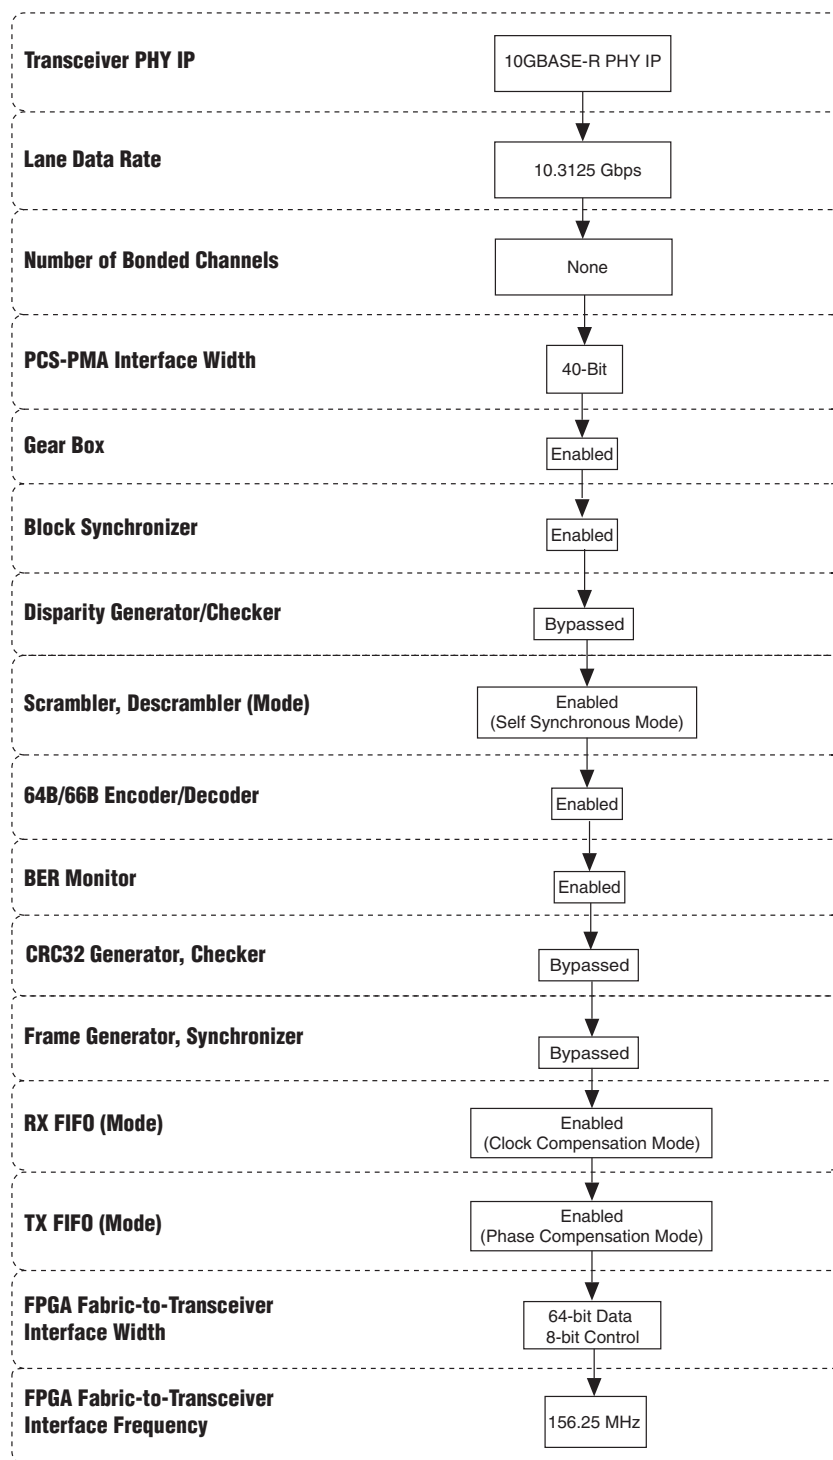 Transceiver PHY IP
10GBASE-R PHY IP
Lane Data Rate
10.3125 Gbps
Number of Bonded Channels
None
PCS-PMA Interface Width
40-Bit
Gear Box
Enabled
Block Synchronizer
Enabled
Disparity Generator/Checker
Bypassed
Scrambler, Descrambler (Mode)
Enabled
(Self Synchronous Mode)
64B/66B Encoder/Decoder
Enabled
BER Monitor
Enabled
CRC32 Generator, Checker
Bypassed
Frame Generator, Synchronizer
Bypassed
RX FIFO (Mode)
Enabled
(Clock Compensation Mode)
TX FIFO (Mode)
Enabled
(Phase Compensation Mode)
FPGA Fabric-to-Transceiver
Interface Width
64-bit Data
8-bit Control
FPGA Fabric-to-Transceiver
Interface Frequency
156.25 MHz